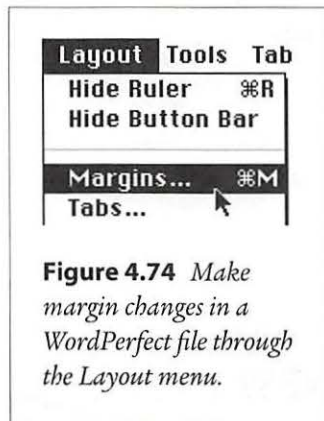 Layout Tools Tab
Hide Ruler ⌘R
Hide Button Bar
Margins... ⌘M
Tabs...
Figure 4.74 Make
margin changes in a
WordPerfect file through
the Layout menu.